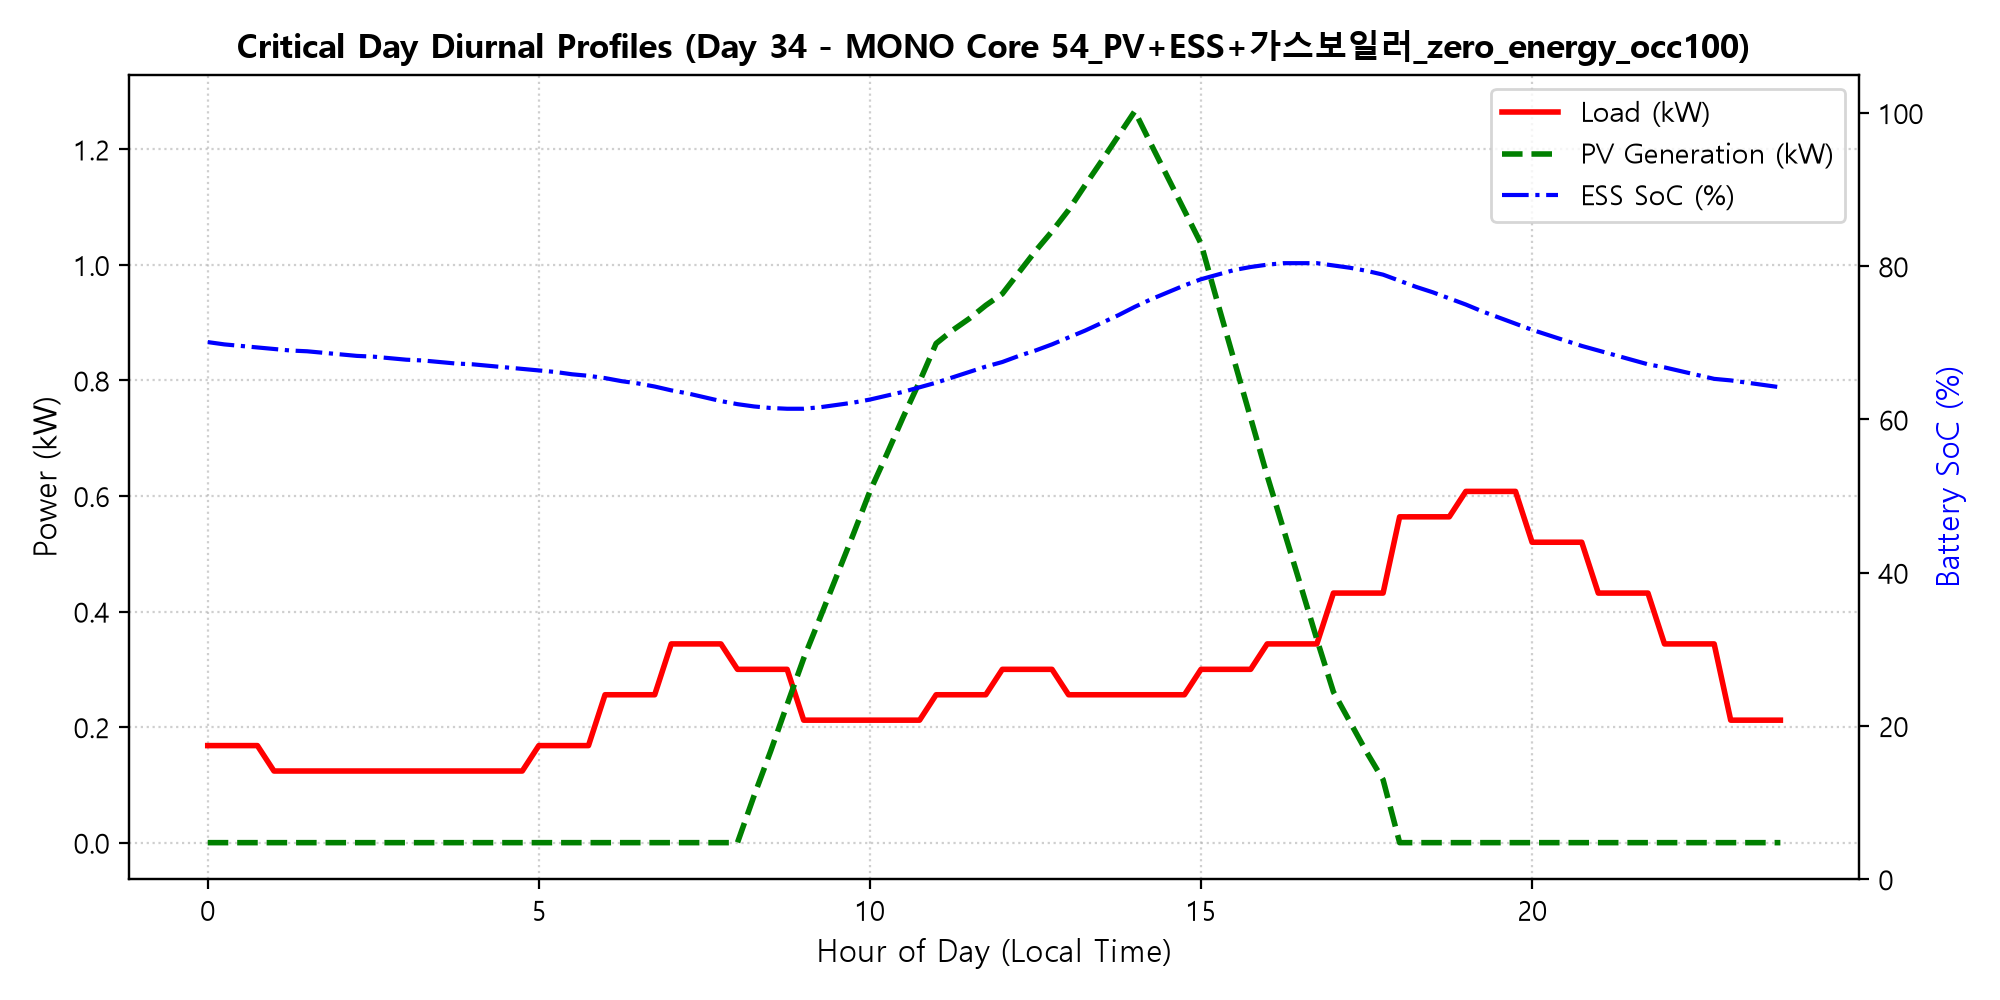 Critical Day Diurnal Profiles (Day 34 - MONO Core 54_PV+ESS+가스보일러_zero_energy_occ100)
Load (kW)
PV Generation (kW)
ESS SoC (%)
Power (kW)
1.2
1.0
0.8
0.6
0.4
0.2
0.0
100
80
60
40
20
0
Battery SoC (%)
0 5 10 15 20
Hour of Day (Local Time)